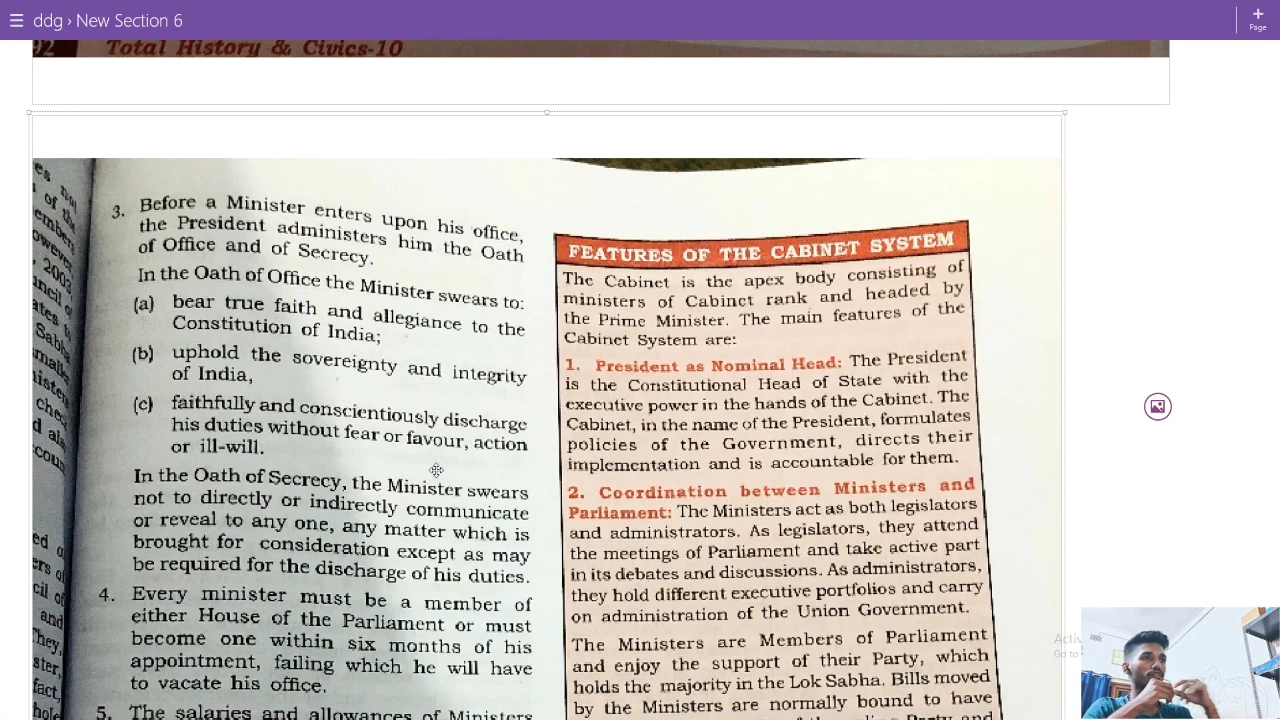 ddg › New Section 6
Page
92 Total History & Civics-10
3. Before a Minister enters upon his office,
the President administers him the Oath
of Office and of Secrecy.
In the Oath of Office the Minister swears to:
(a) bear true faith and allegiance to the
Constitution of India;
(b) uphold the sovereignty and integrity
of India,
(c) faithfully and conscientiously discharge
his duties without fear or favour, action
or ill-will.
In the Oath of Secrecy, the Minister swears
not to directly or indirectly communicate
or reveal to any one, any matter which is
brought for consideration except as may
be required for the discharge of his duties.
4. Every minister must be a member of
either House of the Parliament or must
become one within six months of his
appointment, failing which he will have
to vacate his office.
5. The salaries and allowances of Ministers
FEATURES OF THE CABINET SYSTEM
The Cabinet is the apex body consisting of
ministers of Cabinet rank and headed by
the Prime Minister. The main features of the
Cabinet System are:
1. President as Nominal Head: The President
is the Constitutional Head of State with the
executive power in the hands of the Cabinet. The
Cabinet, in the name of the President, formulates
policies of the Government, directs their
implementation and is accountable for them.
2. Coordination between Ministers and
Parliament: The Ministers act as both legislators
and administrators. As legislators, they attend
the meetings of Parliament and take active part
in its debates and discussions. As administrators,
they hold different executive portfolios and carry
on administration of the Union Government.
The Ministers are Members of Parliament
and enjoy the support of their Party, which
holds the majority in the Lok Sabha. Bills moved
by the Ministers are normally bound to have
Party and
Go to